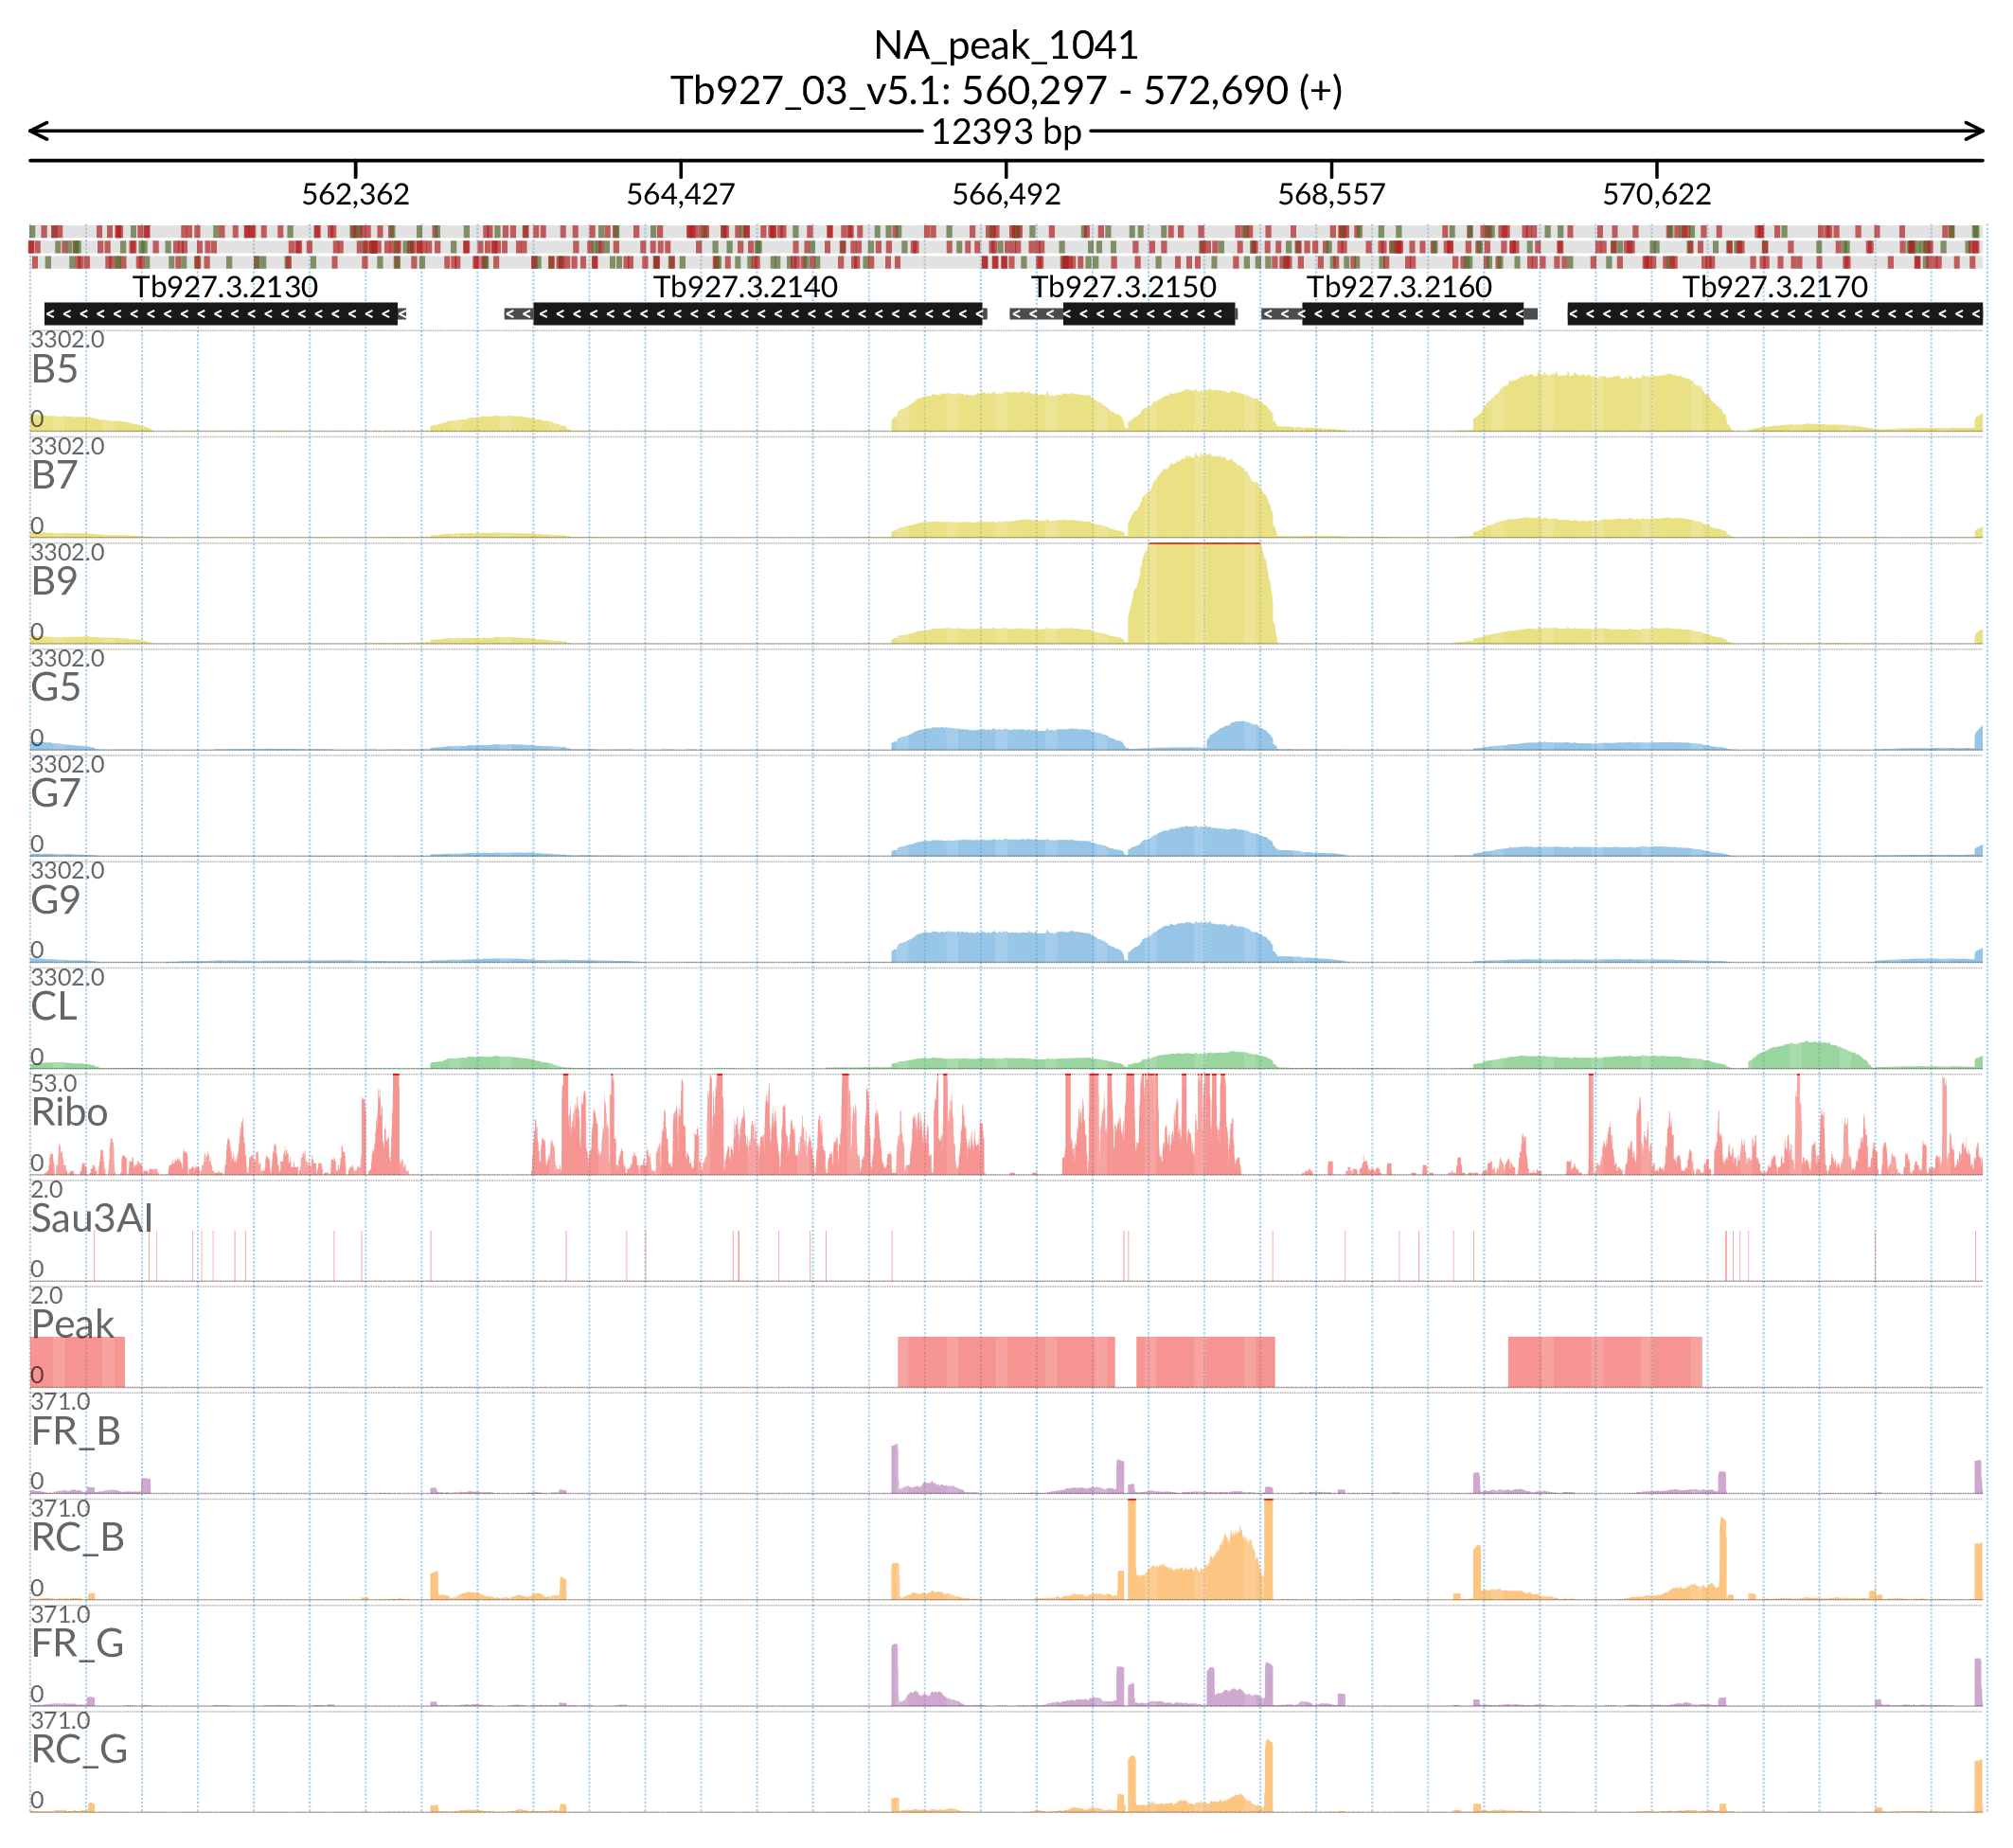 NA_peak_1041
Tb927_03_v5.1: 560,297 - 572,690 (+)
12393 bp
562,362 564,427 566,492 568,557 570,622
Tb927.3.2130 Tb927.3.2140 Tb927.3.2150 Tb927.3.2160 Tb927.3.2170
3302.0
B5
0
3302.0
B7
0
3302.0
B9
0
3302.0
G5
0
3302.0
G7
0
3302.0
G9
0
3302.0
CL
0
53.0
Ribo
0
2.0
Sau3AI
0
2.0
Peak
0
371.0
FR_B
0
371.0
RC_B
0
371.0
FR_G
0
371.0
RC_G
0